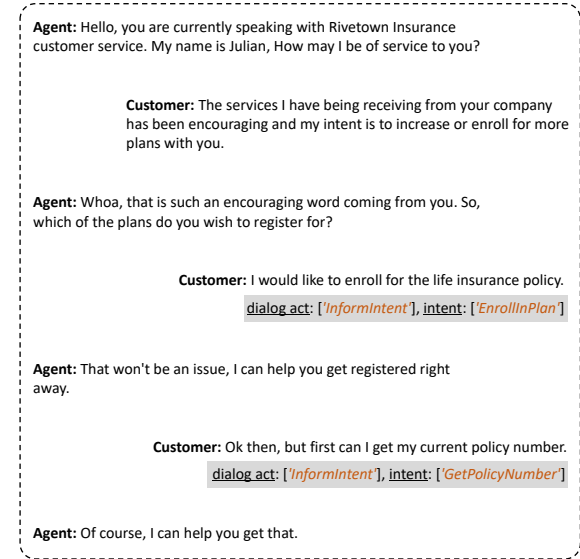 Agent: Hello, you are currently speaking with Rivetown Insurance
customer service. My name is Julian, How may I be of service to you?
Customer: The services I have being receiving from your company
has been encouraging and my intent is to increase or enroll for more
plans with you.
Agent: Whoa, that is such an encouraging word coming from you. So,
which of the plans do you wish to register for?
Customer: I would like to enroll for the life insurance policy.
dialog act: ['InformIntent'], intent: ['EnrollInPlan']
Agent: That won't be an issue, I can help you get registered right
away.
Customer: Ok then, but first can I get my current policy number.
dialog act: ['InformIntent'], intent: ['GetPolicyNumber']
Agent: Of course, I can help you get that.